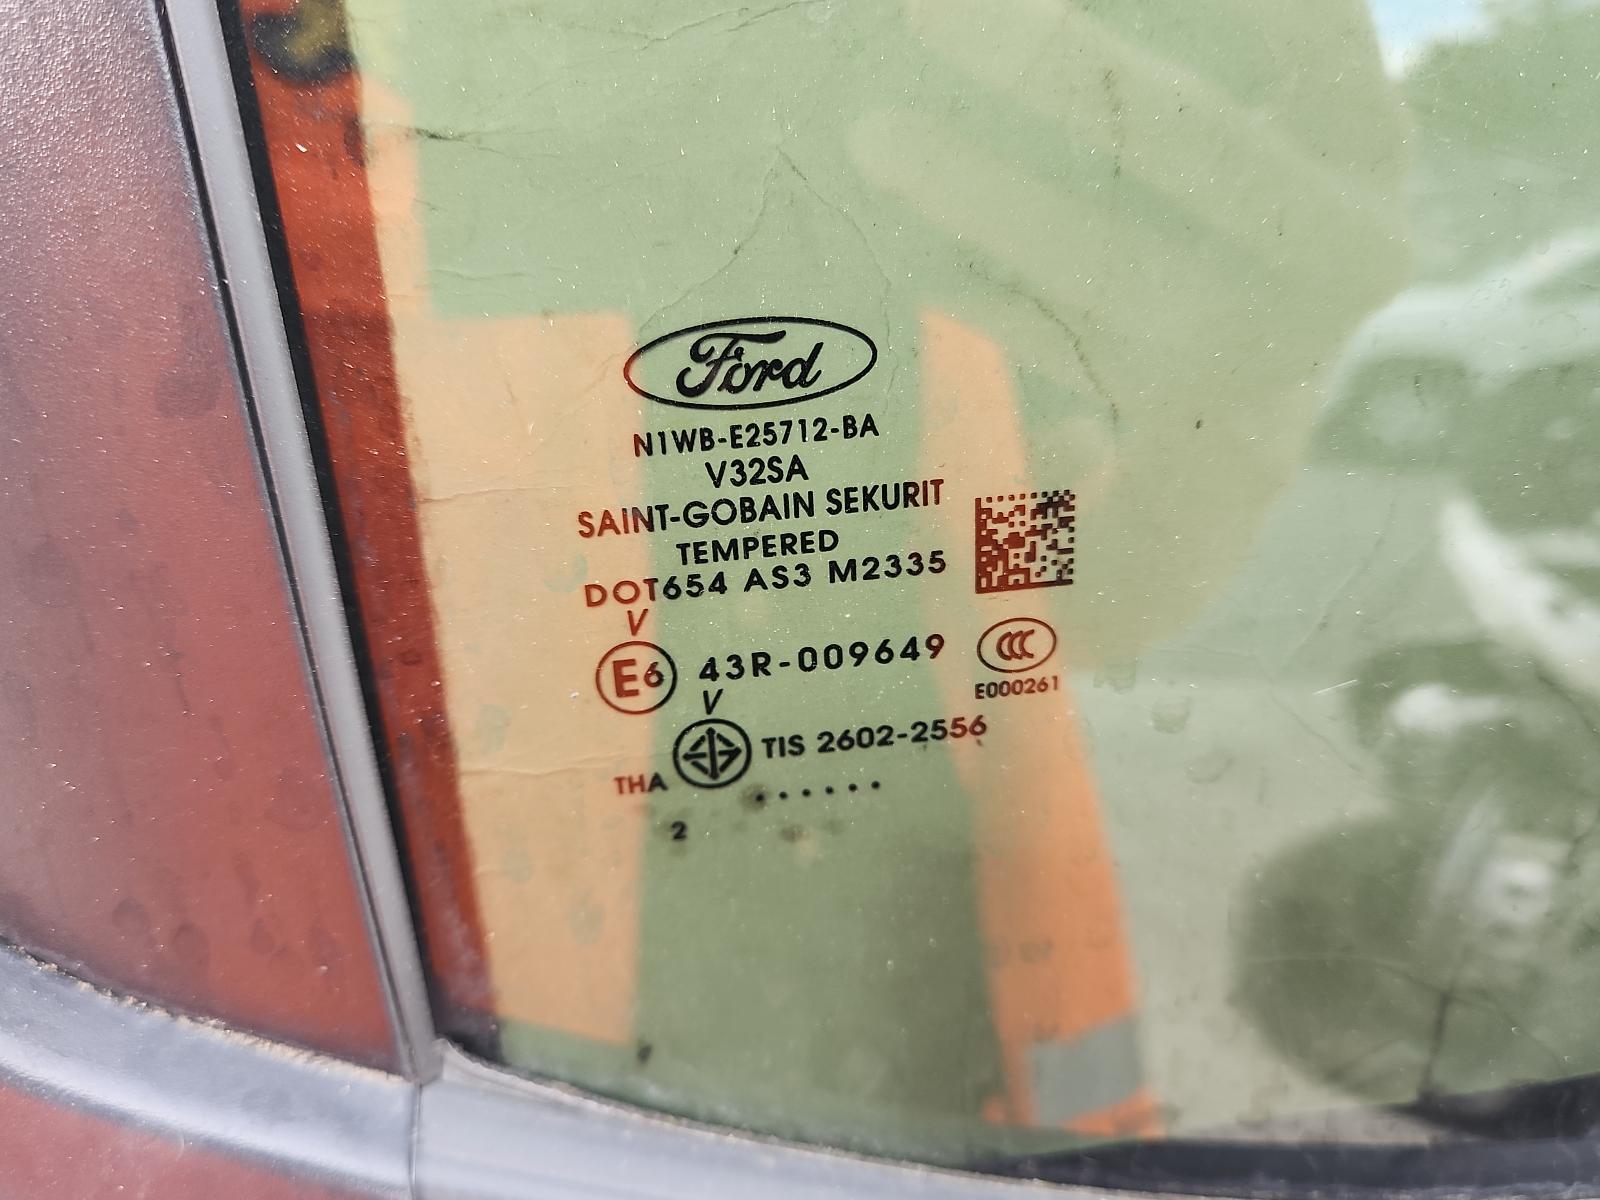 Ford
N1WB-E25712-BA
V32SA
SAINT-GOBAIN SEKURIT
TEMPERED
DOT654 AS3 M2335
V
E6 43R-009649
CCC
E000261
V
THA TIS 2602-2556
......
2